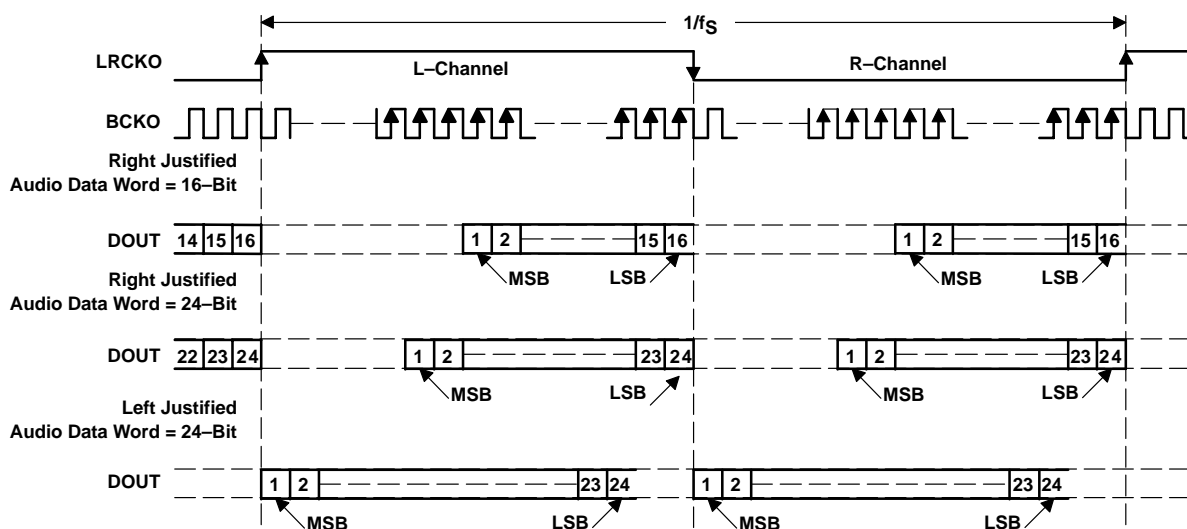 1/fS
LRCKO
L–Channel
R–Channel
BCKO
Right Justified
Audio Data Word = 16–Bit
DOUT 14 15 16 1 2 15 16 1 2 15 16
MSB LSB MSB LSB
Right Justified
Audio Data Word = 24–Bit
DOUT 22 23 24 1 2 23 24 1 2 23 24
MSB LSB MSB LSB
Left Justified
Audio Data Word = 24–Bit
DOUT 1 2 23 24 1 2 23 24
MSB LSB MSB LSB